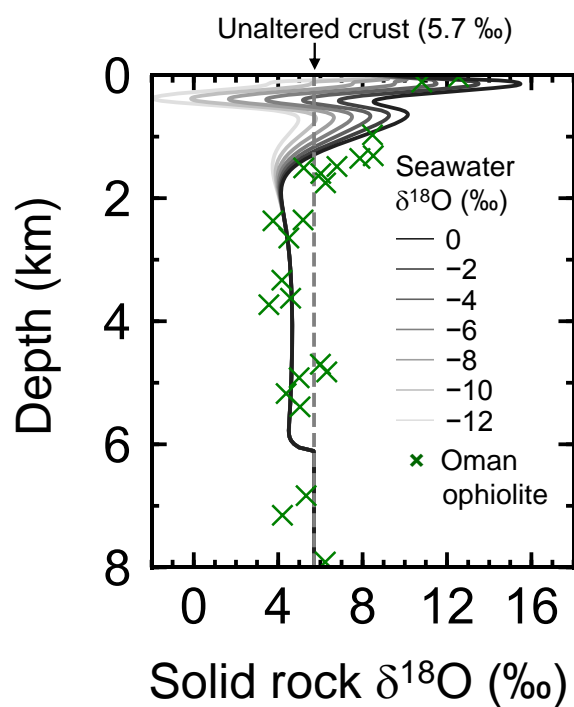 Unaltered crust (5.7 ‰)
0
2
4
6
8
Depth (km)
Seawater
δ¹⁸O (‰)
0
−2
−4
−6
−8
−10
−12
Oman
ophiolite
0 4 8 12 16
Solid rock δ¹⁸O (‰)